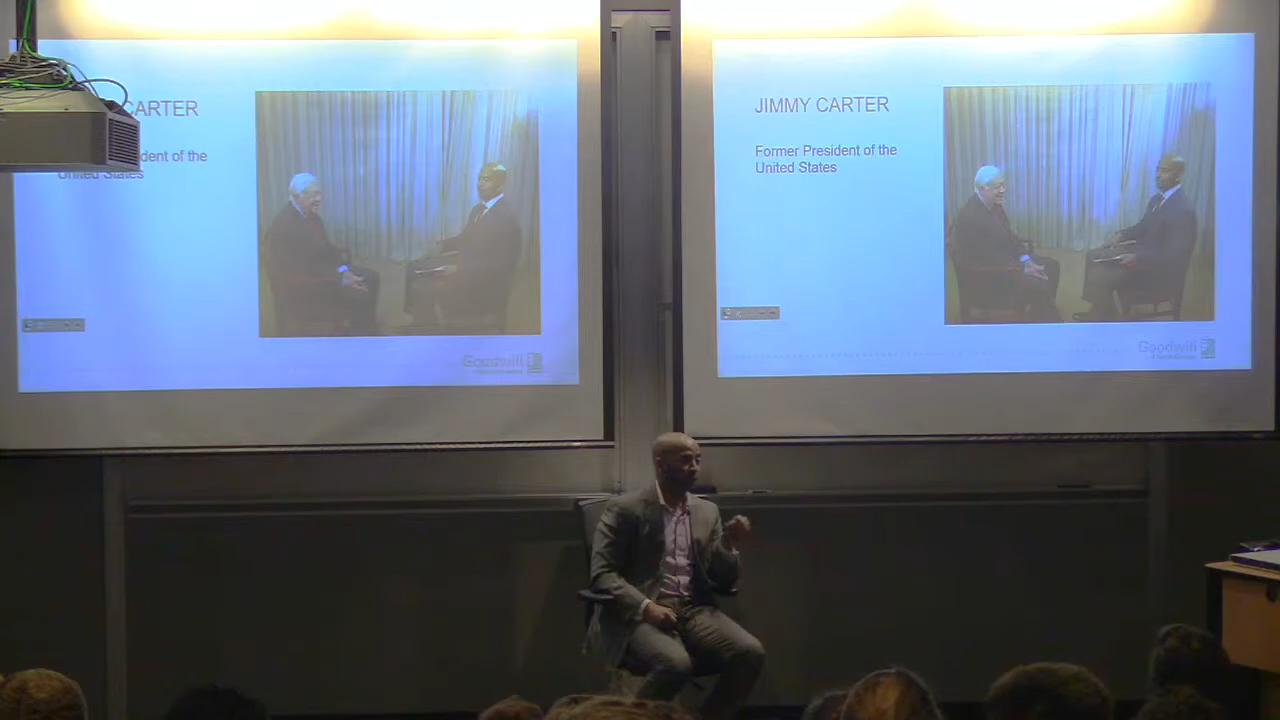 CARTER
dent of the
United States
Goodwill
JIMMY CARTER
Former President of the
United States
Goodwill